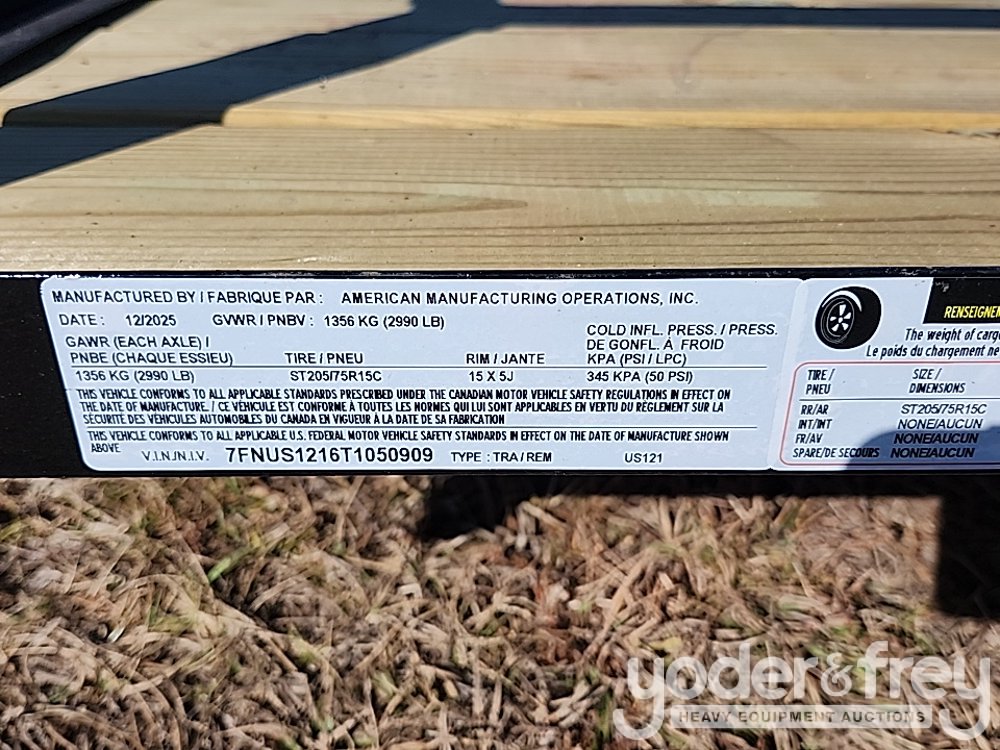 MANUFACTURED BY / FABRIQUE PAR : AMERICAN MANUFACTURING OPERATIONS, INC.
DATE : 12/2025 GVWR / PNBV : 1356 KG (2990 LB)
GAWR (EACH AXLE) / PNBE (CHAQUE ESSIEU) TIRE / PNEU RIM / JANTE COLD INFL. PRESS. / PRESS. DE GONFL. À FROID KPA (PSI / LPC)
1356 KG (2990 LB) ST205/75R15C 15 X 5J 345 KPA (50 PSI)
THIS VEHICLE CONFORMS TO ALL APPLICABLE STANDARDS PRESCRIBED UNDER THE CANADIAN MOTOR VEHICLE SAFETY REGULATIONS IN EFFECT ON
THE DATE OF MANUFACTURE. / CE VÉHICULE EST CONFORME À TOUTES LES NORMES QUI LUI SONT APPLICABLES EN VERTU DU RÈGLEMENT SUR LA
SÉCURITÉ DES VÉHICULES AUTOMOBILES DU CANADA EN VIGUEUR À LA DATE DE SA FABRICATION
THIS VEHICLE CONFORMS TO ALL APPLICABLE U.S. FEDERAL MOTOR VEHICLE SAFETY STANDARDS IN EFFECT ON THE DATE OF MANUFACTURE SHOWN
ABOVE V.I.N./N.I.V. 7FNUS1216T1050909 TYPE : TRA / REM US121
RENSEIGNEM
The weight of cargo
Le poids du chargement ne
TIRE / PNEU SIZE / DIMENSIONS
RR/AR ST205/75R15C
INT/INT NONE/AUCUN
FR/AV NONE/AUCUN
SPARE/DE SECOURS NONE/AUCUN
yoder&frey
HEAVY EQUIPMENT AUCTIONS